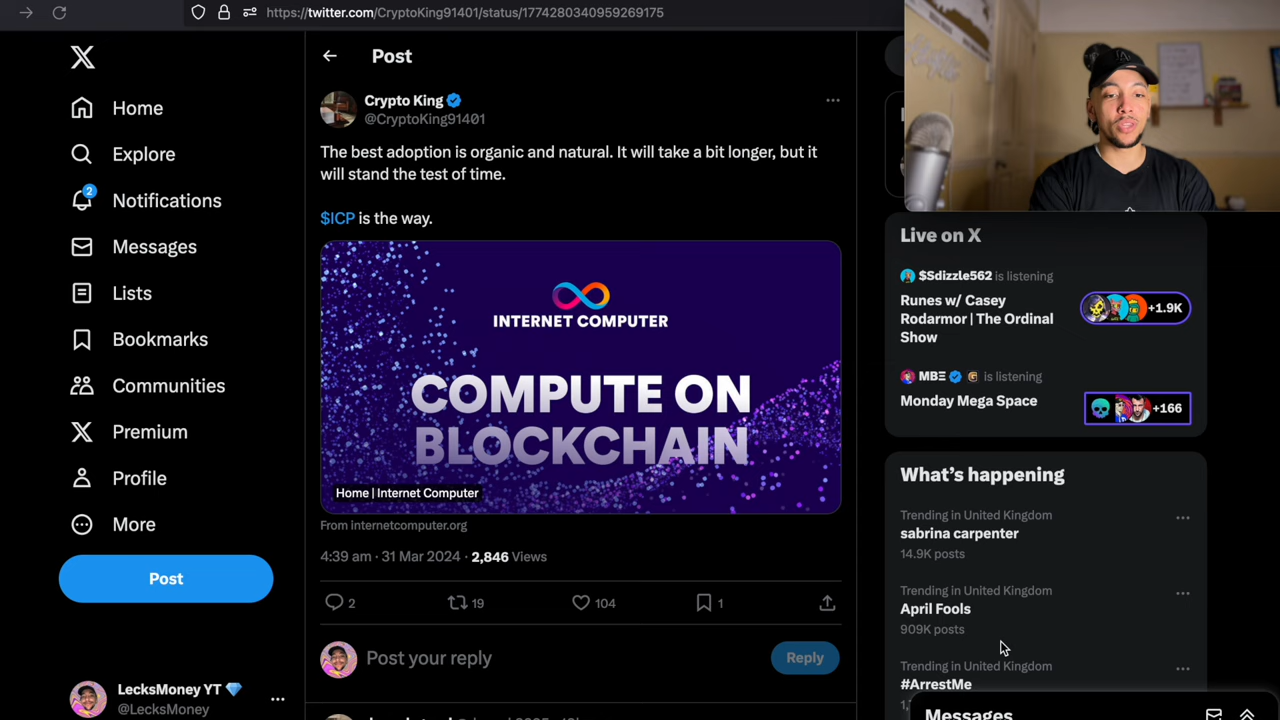 https://twitter.com/CryptoKing91401/status/1774280340959269175
Home
Explore
2
Notifications
Messages
Lists
Bookmarks
Communities
Premium
Profile
More
Post
LecksMoney YT
@LecksMoney
Post
Crypto King
@CryptoKing91401
The best adoption is organic and natural. It will take a bit longer, but it
will stand the test of time.
$ICP is the way.
INTERNET COMPUTER
COMPUTE ON
BLOCKCHAIN
Home | Internet Computer
From internetcomputer.org
4:39 am · 31 Mar 2024 · 2,846 Views
2 19 104 1
Post your reply
Reply
Live on X
$Sdizzle562 is listening
Runes w/ Casey
Rodarmor | The Ordinal
Show
+1.9K
MBΞ is listening
Monday Mega Space
+166
What's happening
Trending in United Kingdom
sabrina carpenter
14.9K posts
Trending in United Kingdom
April Fools
909K posts
Trending in United Kingdom
#ArrestMe
Messages